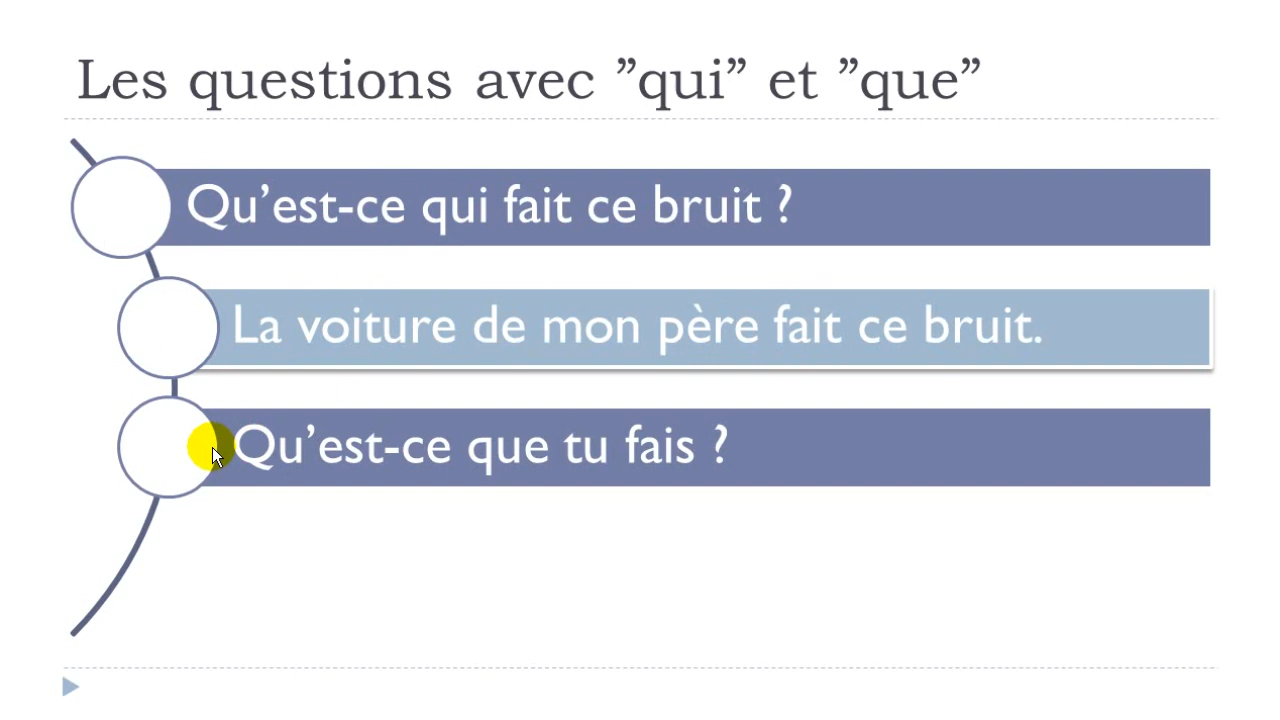 Les questions avec ”qui” et ”que”
Qu’est-ce qui fait ce bruit ?
La voiture de mon père fait ce bruit.
Qu’est-ce que tu fais ?